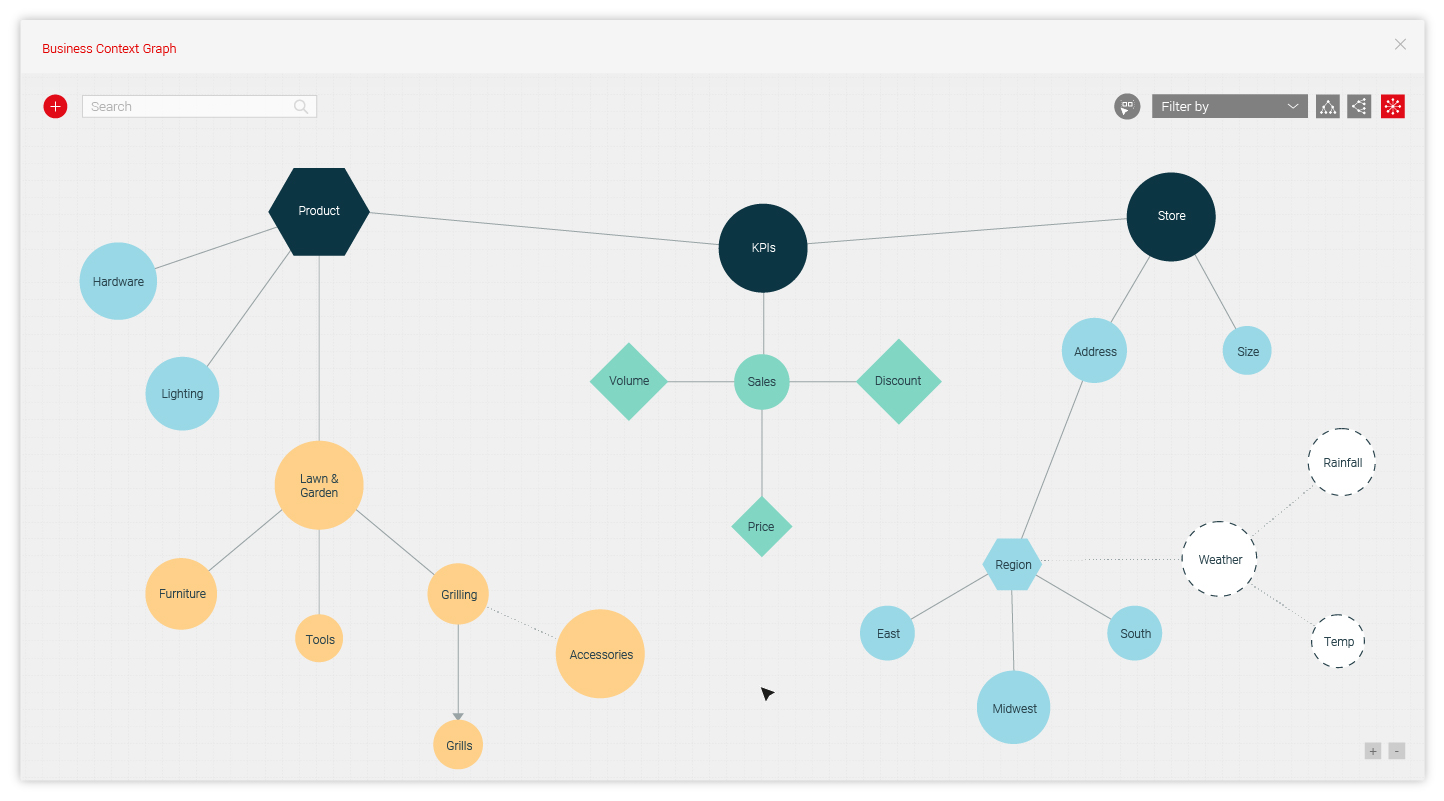 Business Context Graph
Search
Filter by
Product
KPIs
Store
Hardware
Address
Size
Volume
Sales
Discount
Lighting
Rainfall
Lawn &
Garden
Price
Weather
Region
Furniture
Grilling
East
South
Tools
Temp
Accessories
Midwest
Grills
+
-